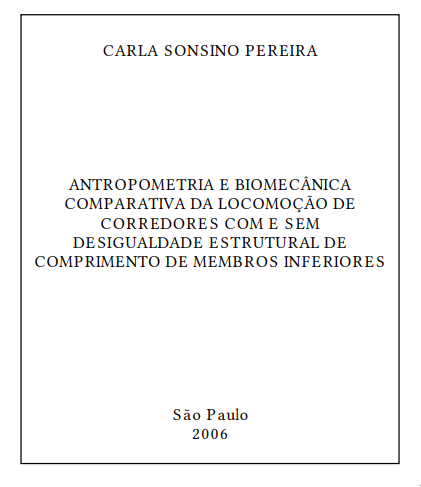 CARLA SONSINO PEREIRA
ANTROPOMETRIA E BIOMECÂNICA
COMPARATIVA DA LOCOMOÇÃO DE
CORREDORES COM E SEM
DESIGUALDADE ESTRUTURAL DE
COMPRIMENTO DE MEMBROS INFERIORES
São Paulo
2006